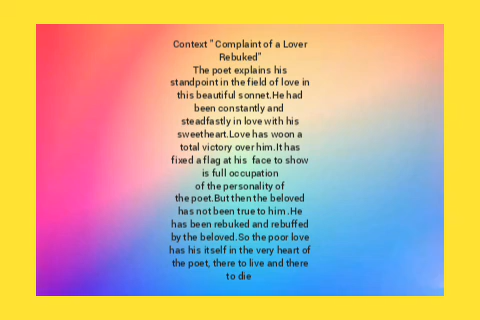 Context " Complaint of a Lover
Rebuked"
The poet explains his
standpoint in the field of love in
this beautiful sonnet.He had
been constantly and
steadfastly in love with his
sweetheart.Love has woon a
total victory over him.It has
fixed a flag at his face to show
is full occupation
of the personality of
the poet.But then the beloved
has not been true to him .He
has been rebuked and rebuffed
by the beloved.So the poor love
has his itself in the very heart of
the poet, there to live and there
to die